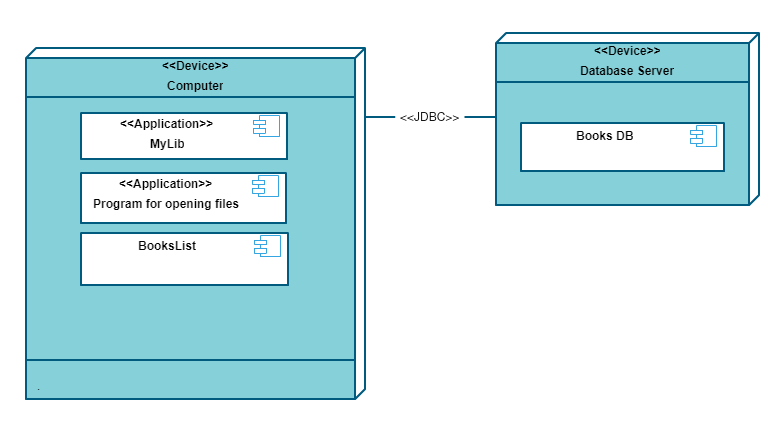 <<Device>>
Computer
<<Application>>
MyLib
<<Application>>
Program for opening files
BooksList
.
<<JDBC>>
<<Device>>
Database Server
Books DB